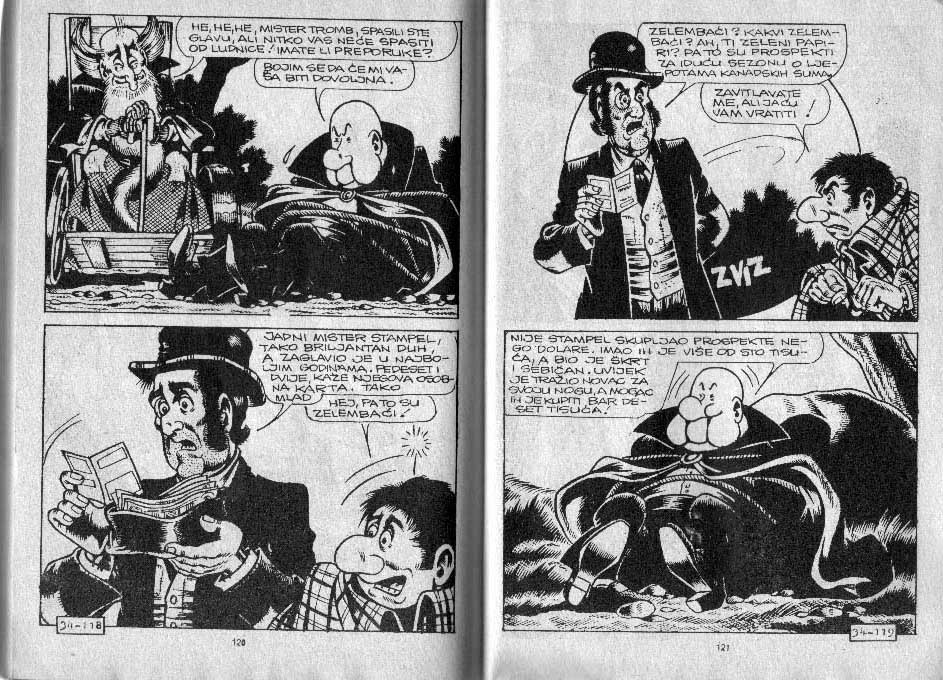 HE, HE, HE, MISTER TROMB, SPASILI STE
GLAVU, ALI NITKO VAS NEĆE SPASITI
OD LUDNICE! IMATE LI PREPORUKE?
BOJIM SE DA ĆE MI VA-
ŠA BITI DOVOLJNA.
JADNI MISTER STAMPEL,
TAKO BRILJANTAN DUH,
A ZAGLAVIO JE U NAJBO-
LJIM GODINAMA. PEDESET I
DVIJE, KAŽE NJEGOVA OSOB-
NA KARTA. TAKO
MLAD
HEJ, PA TO SU
ZELEMBAĆI!
34-118
120
ZELEMBAĆI? KAKVI ZELEM-
BAĆI? AH, TI ZELENI PAPI-
RI? PA TO SU PROSPEKTI
ZA IDUĆU SEZONU O LJE-
POTAMA KANADSKIH ŠUMA.
ZAVITLAVATE
ME, ALI JA ĆU
VAM VRATITI!
ZVIZ
NIJE STAMPEL SKUPLJAO PROSPEKTE NE-
GO DOLARE. IMAO IH JE VIŠE OD STO TISU-
ĆA, A BIO JE ŠKRT
I SEBIČAN. UVIJEK
JE TRAŽIO NOVAC ZA
SVOJU NOGU, A MOGAO
IH JE KUPITI BAR DE-
SET TISUĆA!
34-119
121